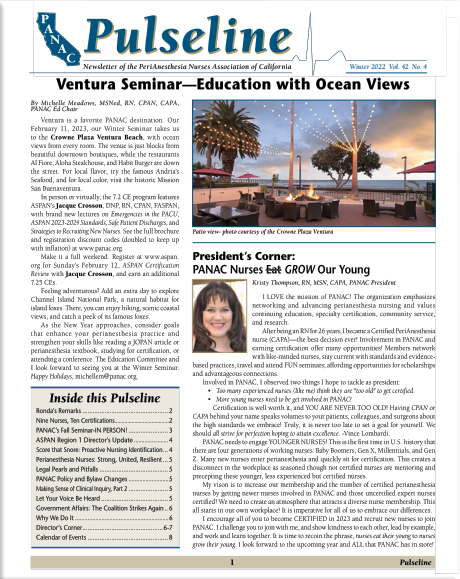 PANAC
Pulseline
Newsletter of the PeriAnesthesia Nurses Association of California
Winter 2022 Vol. 42 No. 4
Ventura Seminar—Education with Ocean Views
By Michelle Meadows, MSNed, RN, CPAN, CAPA,
PANAC Ed Chair
Ventura is a favorite PANAC destination. Our
February 11, 2023, our Winter Seminar takes us
to the Crowne Plaza Ventura Beach, with ocean
views from every room. The venue is just blocks from
beautiful downtown boutiques, while the restaurants
Al Fiore, Aloha Steakhouse, and Habit Burger are down
the street. For local flavor, try the famous Andria's
Seafood, and for local color, visit the historic Mission
San Buenaventura.
In person or virtually, the 7.2 CE program features
ASPAN's Jacque Crosson, DNP, RN, CPAN, FASPAN,
with brand new lectures on Emergencies in the PACU,
ASPAN 2023-2024 Standards, Safe Patient Discharges, and
Strategies to Recruiting New Nurses. See the full brochure
and registration discount codes (doubled to keep up
with inflation) at www.panac.org.
Make it a full weekend. Register at www.aspan.
org for Sunday's February 12, ASPAN Certification
Review with Jacque Crosson, and earn an additional
7.25 CEs.
Feeling adventurous? Add an extra day to explore
Channel Island National Park, a natural habitat for
island foxes. There, you can enjoy hiking, scenic coastal
views, and catch a peek of its famous foxes.
As the New Year approaches, consider goals
that enhance your perianesthesia practice and
strengthen your skills like reading a JOPAN article or
perianesthesia textbook, studying for certification, or
attending a conference. The Education Committee and
I look forward to seeing you at the Winter Seminar.
Happy Holidays, michellem@panac.org.
Inside this Pulseline
Ronda's Remarks ... 2
Nine Nurses, Ten Certifications ... 2
PANAC's Fall Seminar-IN PERSON! ... 3
ASPAN Region 1 Director's Update ... 4
Score that Snore: Proactive Nursing Identification ... 4
Perianesthesia Nurses: Strong, United, Resilient ... 5
Legal Pearls and Pitfalls ... 5
PANAC Policy and Bylaw Changes ... 5
Making Sense of Clinical Inquiry, Part 2 ... 5
Let Your Voice Be Heard ... 5
Government Affairs: The Coalition Strikes Again .. 6
Why We Do It ... 6
Director's Corner ... 6-7
Calendar of Events ... 8
Patio view- photo courtesy of the Crowne Plaza Ventura
President's Corner:
PANAC Nurses Eat GROW Our Young
Kristy Thompson, RN, MSN, CAPA, PANAC President
I LOVE the mission of PANAC! The organization emphasizes
networking and advancing perianesthesia nursing and values
continuing education, specialty certification, community service,
and research.
After being an RN for 26 years, I became a Certified PeriAnesthesia
nurse (CAPA)—the best decision ever! Involvement in PANAC and
earning certification offer many opportunities! Members network
with like-minded nurses, stay current with standards and evidence-
based practices, travel and attend FUN seminars, affording opportunities for scholarships
and advantageous connections.
Involved in PANAC, I observed two things I hope to tackle as president:
• Too many experienced nurses (like me) think they are "too old" to get certified.
• More young nurses need to be getting involved in PANAC!
Certification is well worth it, and YOU ARE NEVER TOO OLD! Having CPAN or
CAPA behind your name speaks volumes to your patients, colleagues, and surgeons about
the high standards we embrace! Truly, it is never too late to set a goal for yourself. We
should all strive for perfection hoping to attain excellence. -Vince Lombardi.
PANAC needs to engage YOUNGER NURSES! This is the first time in U.S. history that
there are four generations of working nurses: Baby Boomers, Gen X, Millennials, and Gen
Z. Many new nurses enter perianesthesia and quickly sit for certification. This creates a
disconnect in the workplace as seasoned though not certified nurses are mentoring and
precepting these younger, less experienced but certified nurses.
My vision is to increase our membership and the number of certified perianesthesia
nurses by getting newer nurses involved in PANAC and those uncertified expert nurses
certified! We need to create an atmosphere that attracts a diverse nurse membership. This
all starts in our own workplace! It is imperative for all of us to embrace our differences.
I encourage all of you to become CERTIFIED in 2023 and recruit new nurses to join
PANAC. I challenge you to join with me, and show kindness to each other, lead by example,
and work and learn together. It is time to recoin the phrase, nurses eat their young to nurses
grow their young. I look forward to the upcoming year and ALL that PANAC has in store!
1
Pulseline